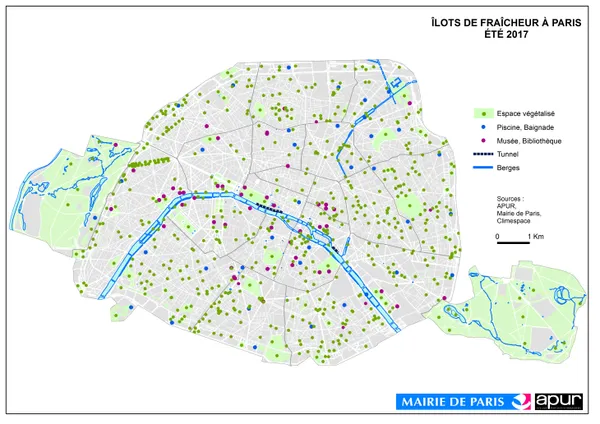 ÎLOTS DE FRAÎCHEUR À PARIS
ÉTÉ 2017
Espace végétalisé
Piscine, Baignade
Musée, Bibliothèque
Tunnel
Berges
Sources :
APUR,
Mairie de Paris,
Climespace
0 1 Km
MAIRIE DE PARIS
apur